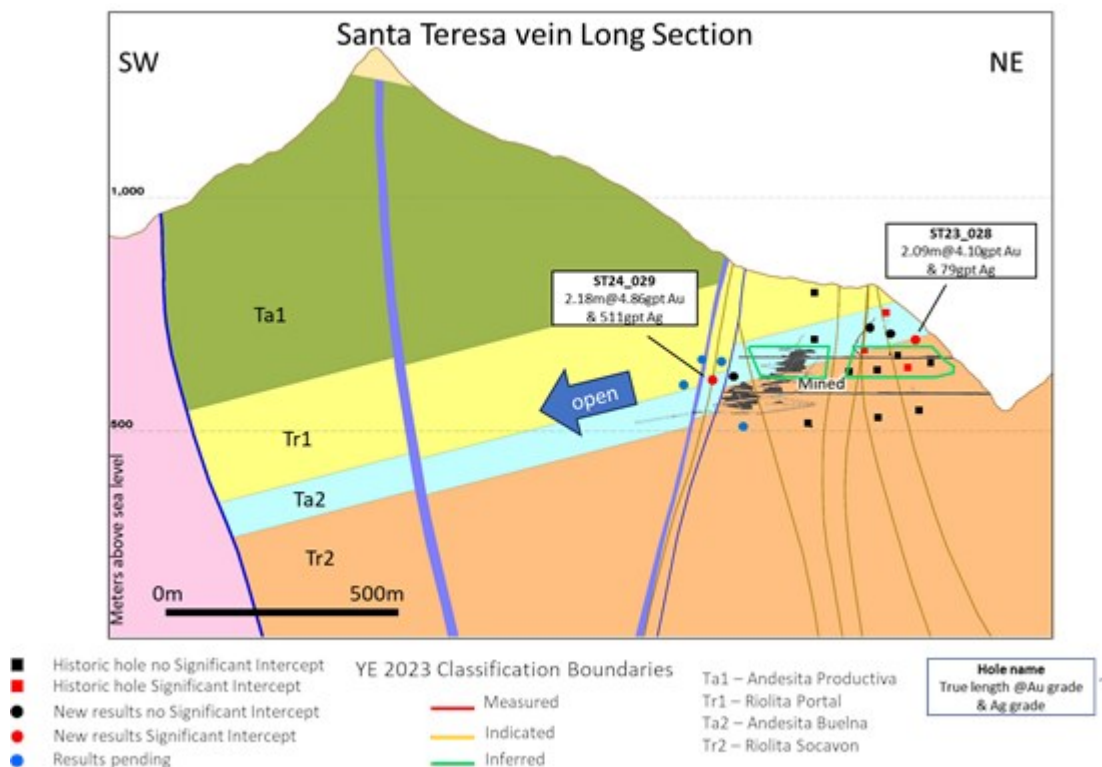 Santa Teresa vein Long Section
SW
NE
1,000
ST23_028
2.09m@4.10gpt Au
& 79gpt Ag
ST24_029
2.18m@4.86gpt Au
& 511gpt Ag
Ta1
Mined
open
500
Tr1
Ta2
Tr2
Meters above sea level
0m
500m
Historic hole no Significant Intercept
Historic hole Significant Intercept
New results no Significant Intercept
New results Significant Intercept
Results pending
YE 2023 Classification Boundaries
Measured
Indicated
Inferred
Ta1 – Andesita Productiva
Tr1 – Riolita Portal
Ta2 – Andesita Buelna
Tr2 – Riolita Socavon
Hole name
True length @Au grade
& Ag grade